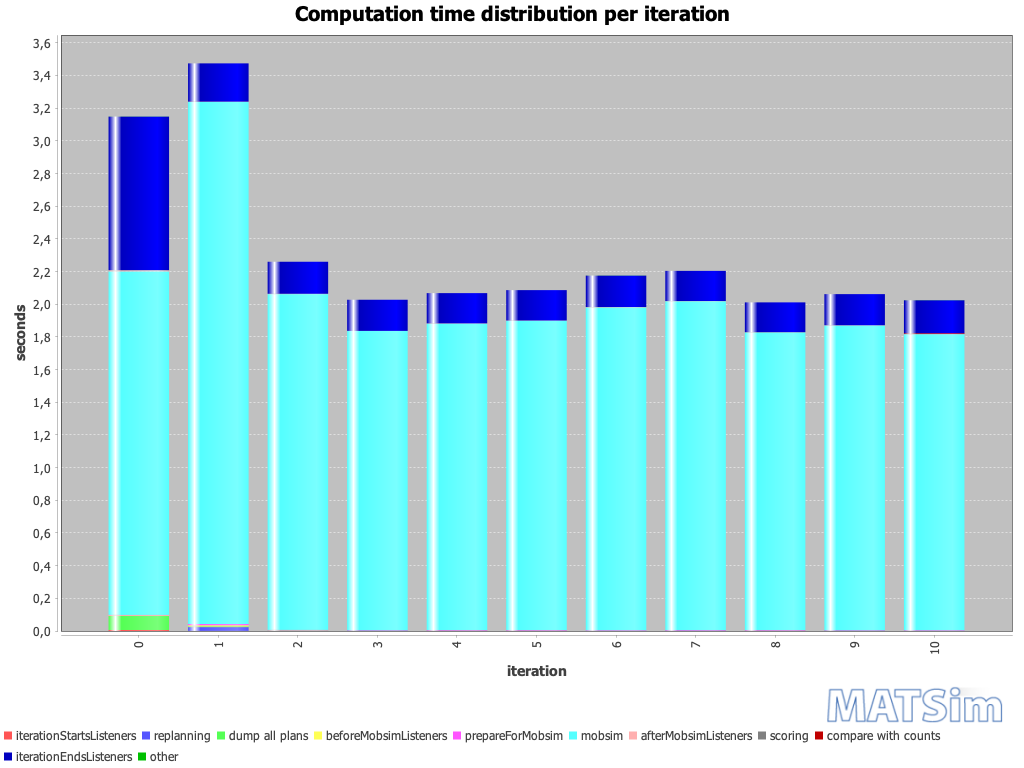 Computation time distribution per iteration
3,6
3,4
3,2
3,0
2,8
2,6
2,4
2,2
2,0
1,8
1,6
1,4
1,2
1,0
0,8
0,6
0,4
0,2
0,0
seconds
0 1 2 3 4 5 6 7 8 9 10
iteration
MATSim
iterationStartsListeners replanning dump all plans beforeMobsimListeners prepareForMobsim mobsim afterMobsimListeners scoring compare with counts
iterationEndsListeners other